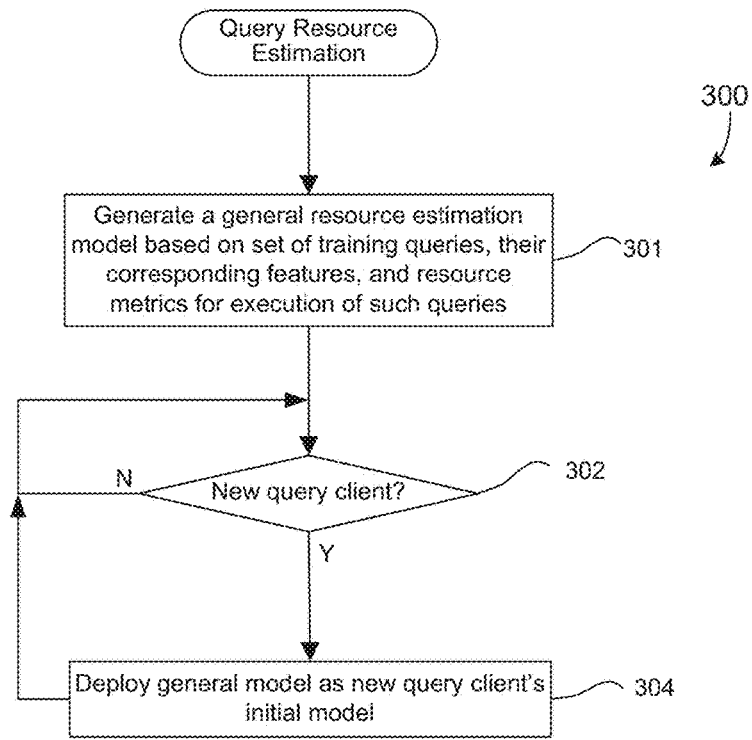 Query Resource
Estimation
300
Generate a general resource estimation
model based on set of training queries, their
corresponding features, and resource
metrics for execution of such queries
301
N
New query client?
302
Y
Deploy general model as new query client's
initial model
304